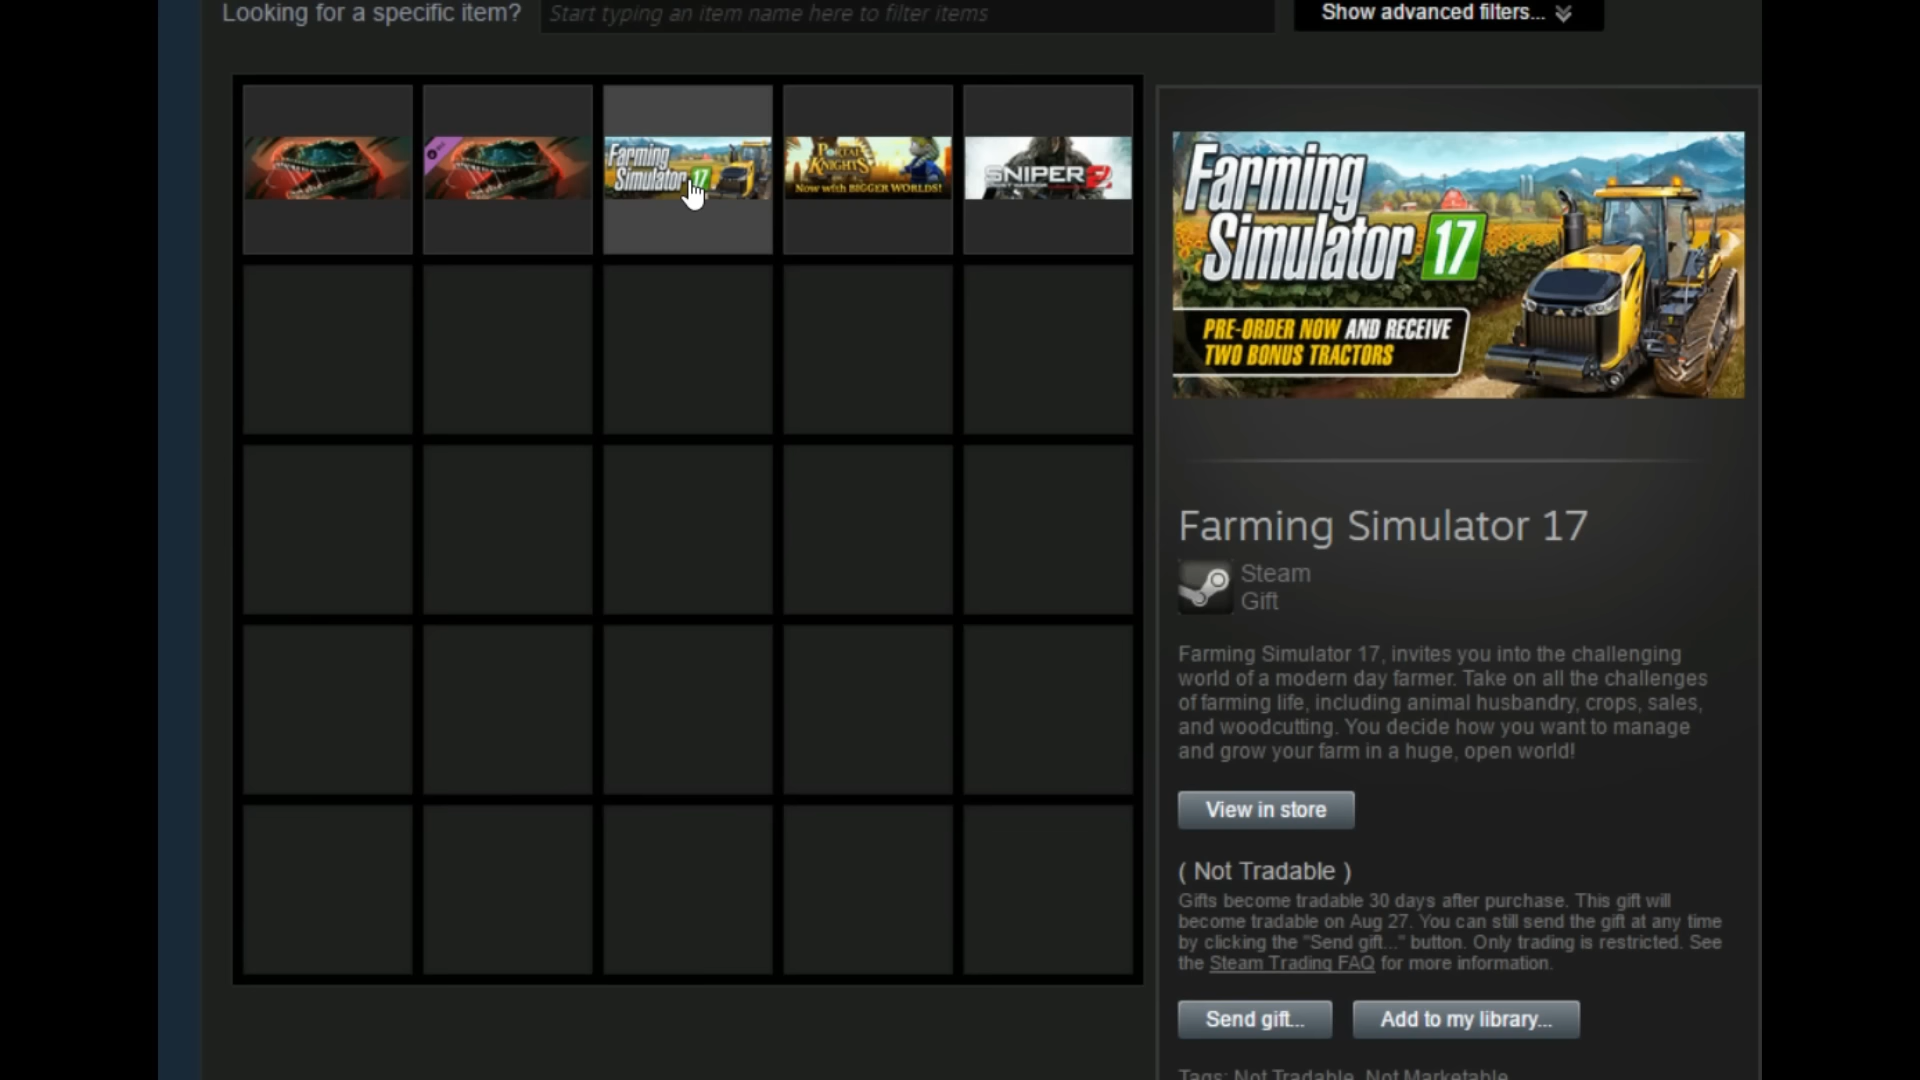 Looking for a specific item?
Start typing an item name here to filter items
Show advanced filters...
Farming
Simulator 17
PORTAL
KNIGHTS
NOW WITH BIGGER WORLDS!
SNIPER 2
Farming
Simulator 17
PRE-ORDER NOW AND RECEIVE
TWO BONUS TRACTORS
Farming Simulator 17
Steam
Gift
Farming Simulator 17, invites you into the challenging
world of a modern day farmer. Take on all the challenges
of farming life, including animal husbandry, crops, sales,
and woodcutting. You decide how you want to manage
and grow your farm in a huge, open world!
View in store
( Not Tradable )
Gifts become tradable 30 days after purchase. This gift will
become tradable on Aug 27. You can still send the gift at any time
by clicking the "Send gift..." button. Only trading is restricted. See
the Steam Trading FAQ for more information.
Send gift...
Add to my library...
Tags: Not Tradable, Not Marketable